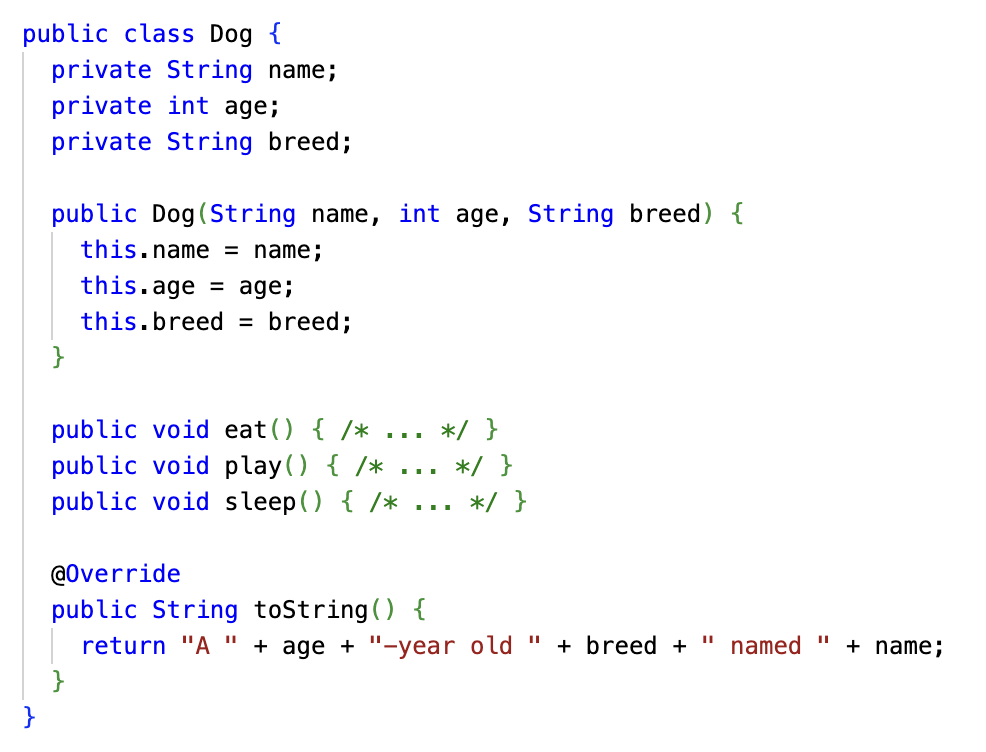 public class Dog {
  private String name;
  private int age;
  private String breed;

  public Dog(String name, int age, String breed) {
    this.name = name;
    this.age = age;
    this.breed = breed;
  }

  public void eat() { /* ... */ }
  public void play() { /* ... */ }
  public void sleep() { /* ... */ }

  @Override
  public String toString() {
    return "A " + age + "-year old " + breed + " named " + name;
  }
}